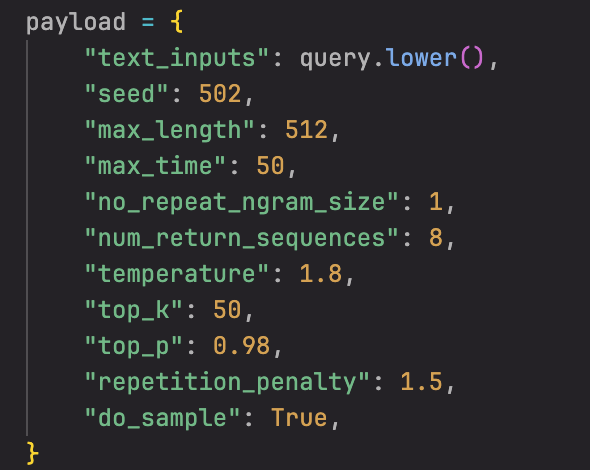 payload = {
    "text_inputs": query.lower(),
    "seed": 502,
    "max_length": 512,
    "max_time": 50,
    "no_repeat_ngram_size": 1,
    "num_return_sequences": 8,
    "temperature": 1.8,
    "top_k": 50,
    "top_p": 0.98,
    "repetition_penalty": 1.5,
    "do_sample": True,
}